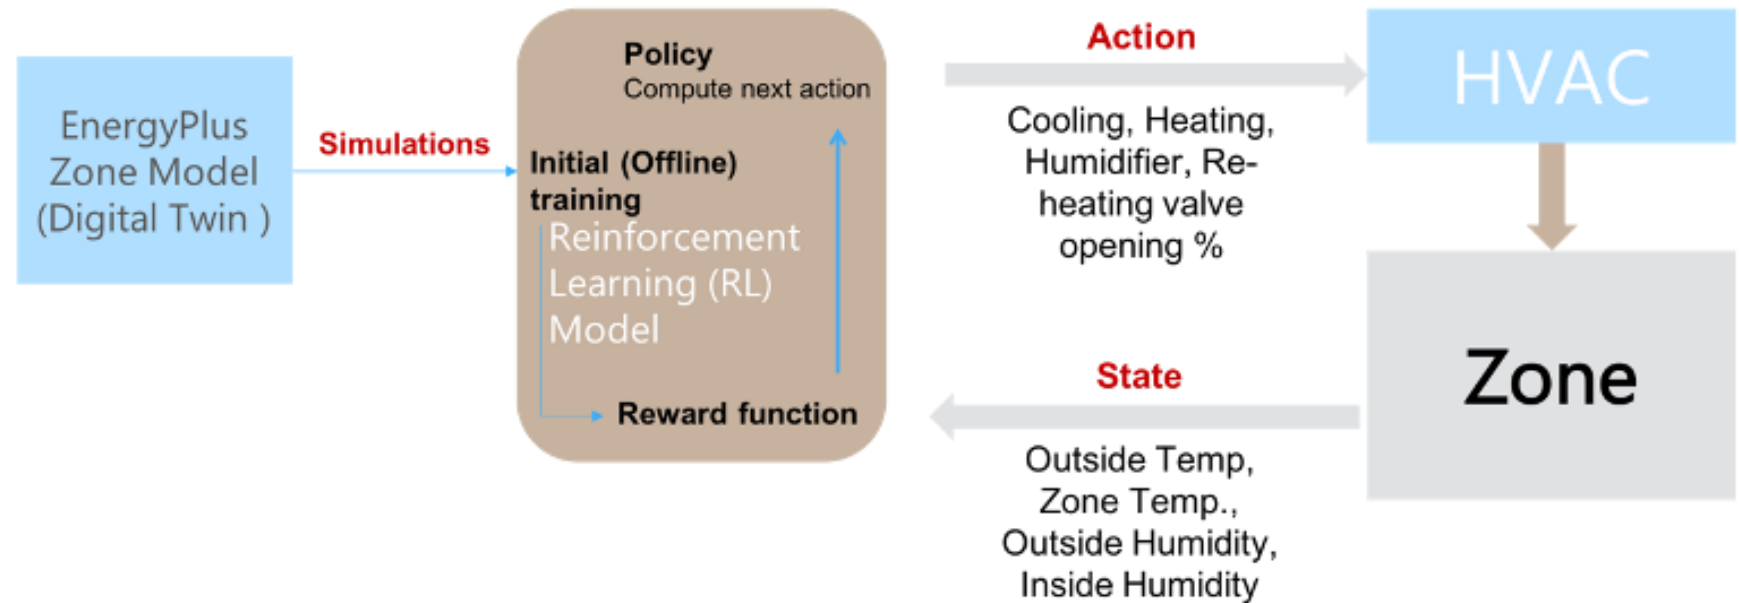 EnergyPlus
Zone Model
(Digital Twin )
Simulations
Policy
Compute next action
Initial (Offline)
training
Reinforcement
Learning (RL)
Model
Reward function
Action
Cooling, Heating,
Humidifier, Re-
heating valve
opening %
State
Outside Temp,
Zone Temp.,
Outside Humidity,
Inside Humidity
HVAC
Zone